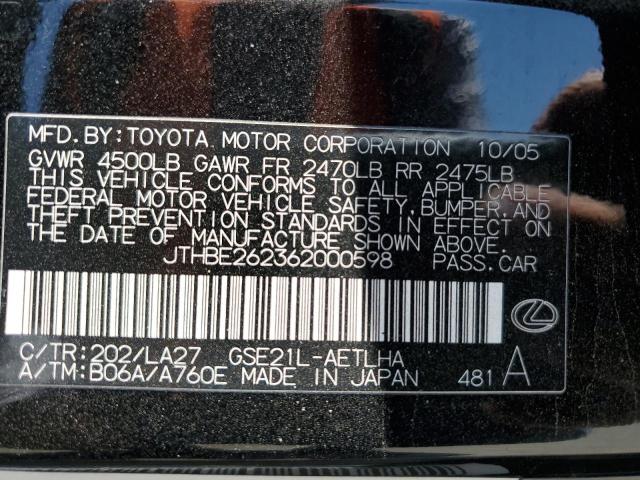 MFD.BY:TOYOTA MOTOR CORPORATION 10/05
GVWR 4500LB GAWR FR 2470LB RR 2475LB
THIS VEHICLE CONFORMS TO ALL APPLICABLE
FEDERAL MOTOR VEHICLE SAFETY,BUMPER,AND
THEFT PREVENTION STANDARDS IN EFFECT ON
THE DATE OF MANUFACTURE SHOWN ABOVE.
JTHBE262362000598 PASS.CAR
C/TR:202/LA27 GSE21L-AETLHA
A/TM:B06A/A760E MADE IN JAPAN 481 A